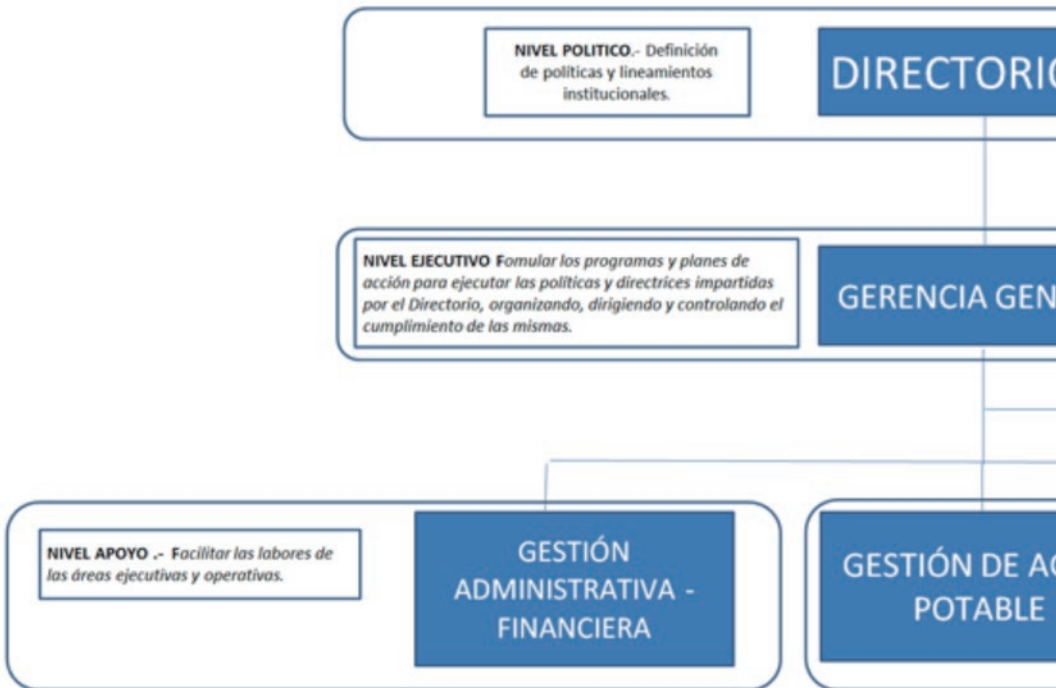 NIVEL POLITICO.- Definición
de políticas y lineamientos
institucionales.
DIRECTORIO
NIVEL EJECUTIVO Fomular los programas y planes de
acción para ejecutar las políticas y directrices impartidas
por el Directorio, organizando, dirigiendo y controlando el
cumplimiento de las mismas.
GERENCIA GEN
NIVEL APOYO .- Facilitar las labores de
las áreas ejecutivas y operativas.
GESTIÓN
ADMINISTRATIVA -
FINANCIERA
GESTIÓN DE AG
POTABLE